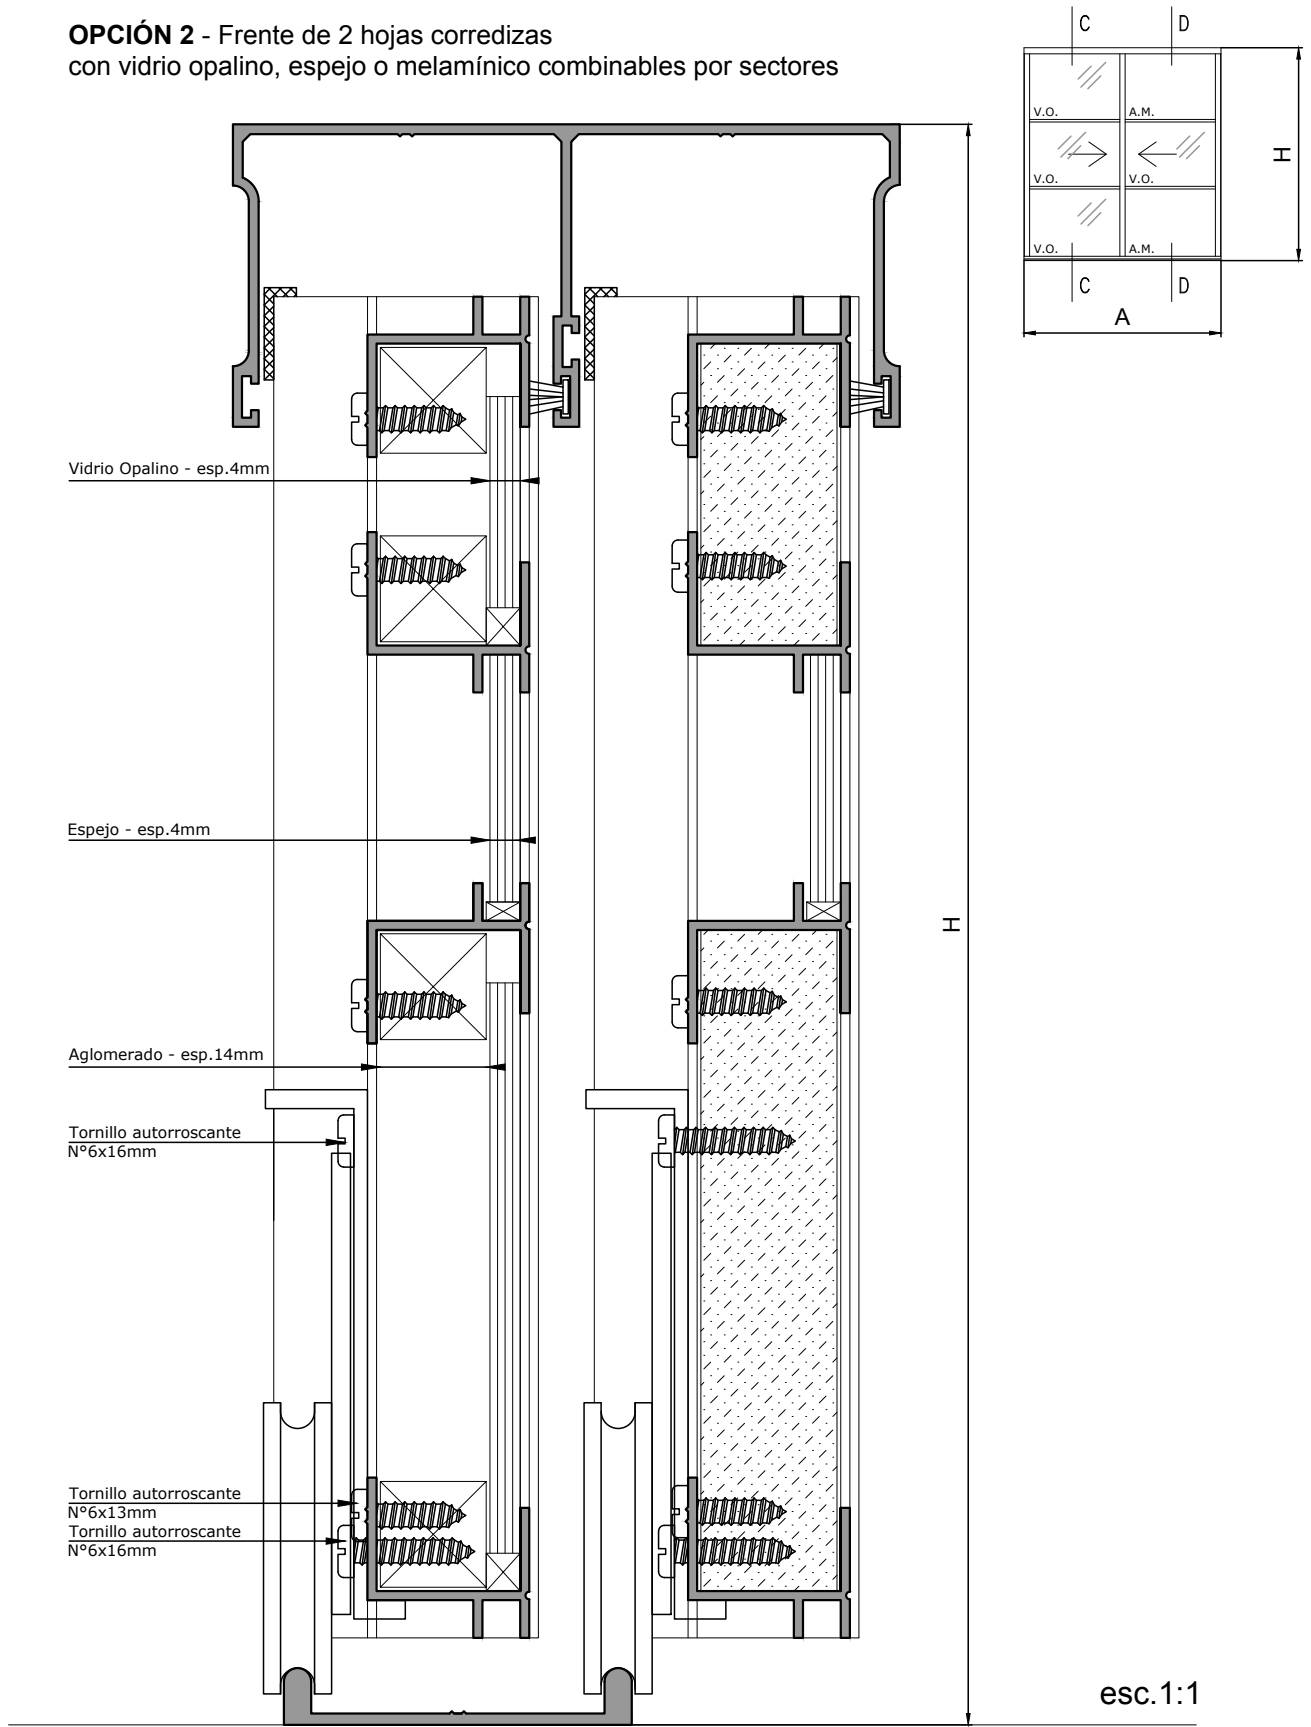 OPCIÓN 2 - Frente de 2 hojas corredizas
con vidrio opalino, espejo o melamínico combinables por sectores
C D
V.O. A.M.
V.O. V.O.
V.O. A.M.
C D
A
H
Vidrio Opalino - esp.4mm
Espejo - esp.4mm
H
Aglomerado - esp.14mm
Tornillo autorroscante
N°6x16mm
Tornillo autorroscante
N°6x13mm
Tornillo autorroscante
N°6x16mm
esc.1:1